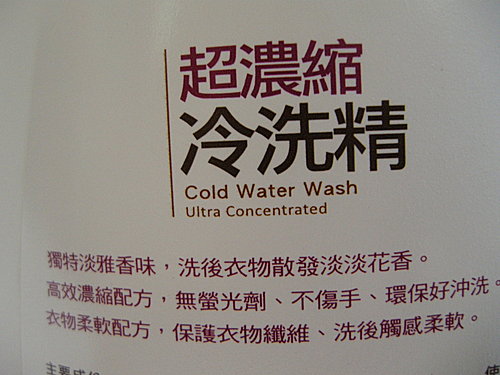 超濃縮
冷洗精
Cold Water Wash
Ultra Concentrated
獨特淡雅香味，洗後衣物散發淡淡花香。
高效濃縮配方，無螢光劑、不傷手、環保好沖洗。
衣物柔軟配方，保護衣物纖維、洗後觸感柔軟。
主要成